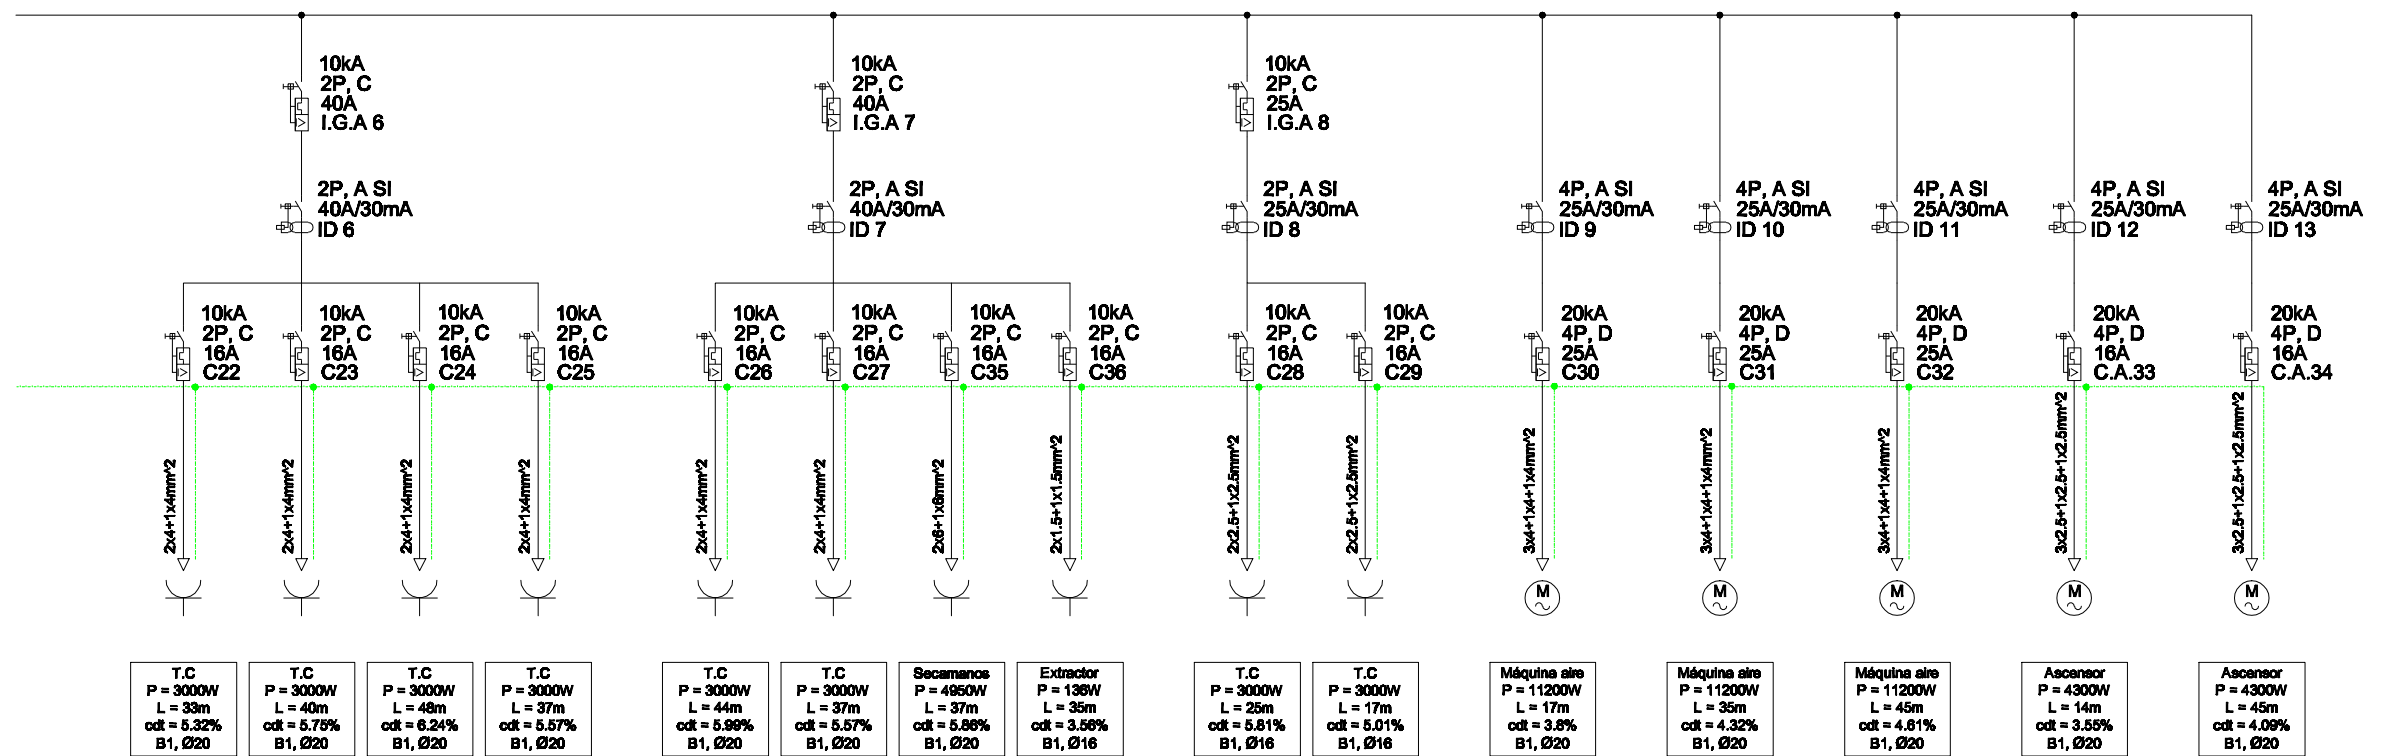 10kA
2P, C
40A
I.G.A 6
10kA
2P, C
40A
I.G.A 7
10kA
2P, C
25A
I.G.A 8
2P, A SI
40A/30mA
ID 6
2P, A SI
40A/30mA
ID 7
2P, A SI
25A/30mA
ID 8
4P, A SI
25A/30mA
ID 9
4P, A SI
25A/30mA
ID 10
4P, A SI
25A/30mA
ID 11
4P, A SI
25A/30mA
ID 12
4P, A SI
25A/30mA
ID 13
10kA
2P, C
16A
C22
10kA
2P, C
16A
C23
10kA
2P, C
16A
C24
10kA
2P, C
16A
C25
10kA
2P, C
16A
C26
10kA
2P, C
16A
C27
10kA
2P, C
16A
C35
10kA
2P, C
16A
C36
10kA
2P, C
16A
C28
10kA
2P, C
16A
C29
20kA
4P, D
25A
C30
20kA
4P, D
25A
C31
20kA
4P, D
25A
C32
20kA
4P, D
16A
C.A.33
20kA
4P, D
16A
C.A.34
2x4+1x4mm^2
2x4+1x4mm^2
2x4+1x4mm^2
2x4+1x4mm^2
2x4+1x4mm^2
2x4+1x4mm^2
2x6+1x6mm^2
2x1.5+1x1.5mm^2
2x2.5+1x2.5mm^2
2x2.5+1x2.5mm^2
3x4+1x4+1x4mm^2
3x4+1x4+1x4mm^2
3x4+1x4+1x4mm^2
3x2.5+1x2.5+1x2.5mm^2
3x2.5+1x2.5+1x2.5mm^2
M
M
M
M
M
T.C
P = 3000W
L = 33m
cdt = 5.32%
B1, Ø20
T.C
P = 3000W
L = 40m
cdt = 5.75%
B1, Ø20
T.C
P = 3000W
L = 48m
cdt = 6.24%
B1, Ø20
T.C
P = 3000W
L = 37m
cdt = 5.57%
B1, Ø20
T.C
P = 3000W
L = 44m
cdt = 5.99%
B1, Ø20
T.C
P = 3000W
L = 37m
cdt = 5.57%
B1, Ø20
Secamanos
P = 4950W
L = 37m
cdt = 5.86%
B1, Ø20
Extractor
P = 136W
L = 35m
cdt = 3.56%
B1, Ø16
T.C
P = 3000W
L = 25m
cdt = 5.81%
B1, Ø16
T.C
P = 3000W
L = 17m
cdt = 5.01%
B1, Ø16
Máquina aire
P = 11200W
L = 17m
cdt = 3.8%
B1, Ø20
Máquina aire
P = 11200W
L = 35m
cdt = 4.32%
B1, Ø20
Máquina aire
P = 11200W
L = 45m
cdt = 4.61%
B1, Ø20
Ascensor
P = 4300W
L = 14m
cdt = 3.55%
B1, Ø20
Ascensor
P = 4300W
L = 45m
cdt = 4.09%
B1, Ø20